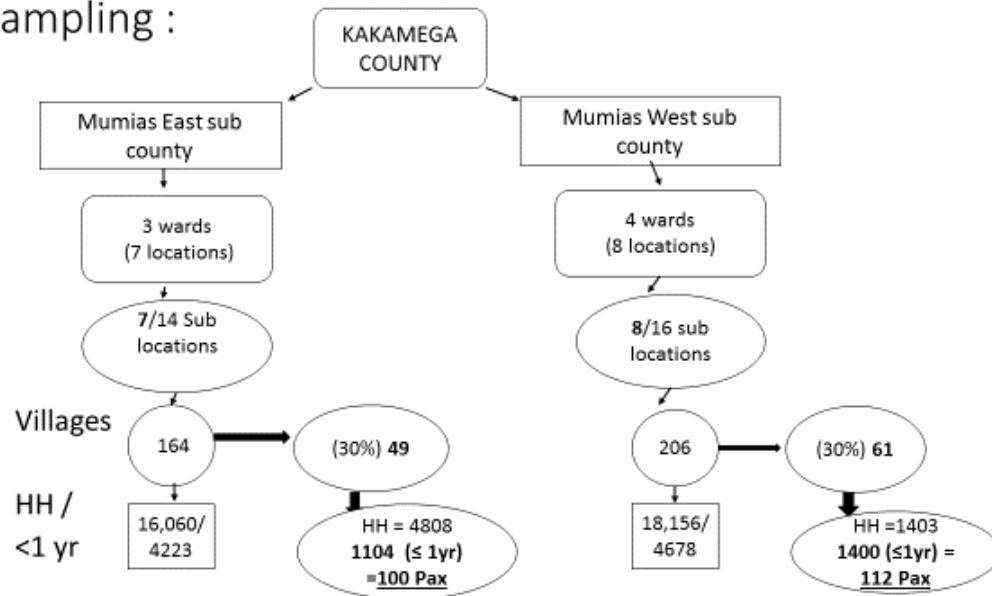 ampling :
KAKAMEGA
COUNTY
Mumias East sub
county
Mumias West sub
county
3 wards
(7 locations)
4 wards
(8 locations)
7/14 Sub
locations
8/16 sub
locations
Villages
164
(30%) 49
206
(30%) 61
HH /
<1 yr
16,060/
4223
HH = 4808
1104 (≤ 1yr)
=100 Pax
18,156/
4678
HH =1403
1400 (≤1yr) =
112 Pax